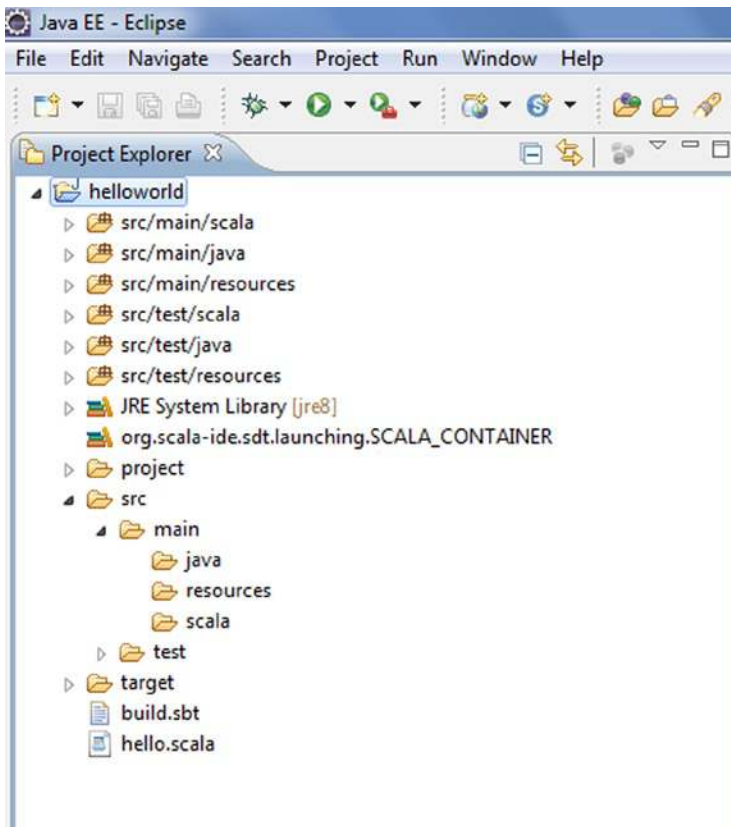 Java EE - Eclipse
File Edit Navigate Search Project Run Window Help
Project Explorer
helloworld
src/main/scala
src/main/java
src/main/resources
src/test/scala
src/test/java
src/test/resources
JRE System Library [jre8]
org.scala-ide.sdt.launching.SCALA_CONTAINER
project
src
main
java
resources
scala
test
target
build.sbt
hello.scala